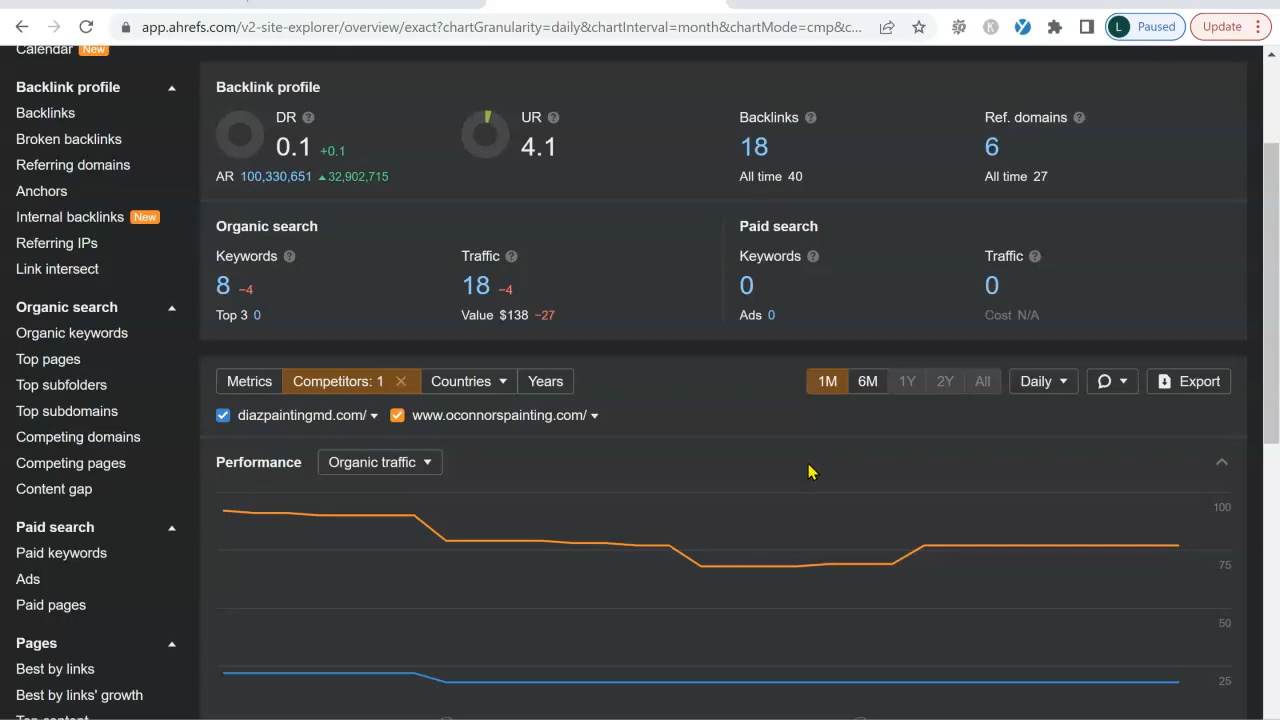 app.ahrefs.com/v2-site-explorer/overview/exact?chartGranularity=daily&chartInterval=month&chartMode=cmp&c...
L Paused
Update
Calendar New
Backlink profile
Backlinks
Broken backlinks
Referring domains
Anchors
Internal backlinks New
Referring IPs
Link intersect
Organic search
Organic keywords
Top pages
Top subfolders
Top subdomains
Competing domains
Competing pages
Content gap
Paid search
Paid keywords
Ads
Paid pages
Pages
Best by links
Best by links' growth
Backlink profile
DR ? UR ? Backlinks ? Ref. domains ?
0.1 +0.1 4.1 18 6
AR 100,330,651 ▲32,902,715 All time 40 All time 27
Organic search Paid search
Keywords ? Traffic ? Keywords ? Traffic ?
8 −4 18 −4 0 0
Top 3 0 Value $138 −27 Ads 0 Cost N/A
Metrics Competitors: 1 × Countries Years 1M 6M 1Y 2Y All Daily Export
diazpaintingmd.com/ www.oconnorspainting.com/
Performance Organic traffic
100
75
50
25